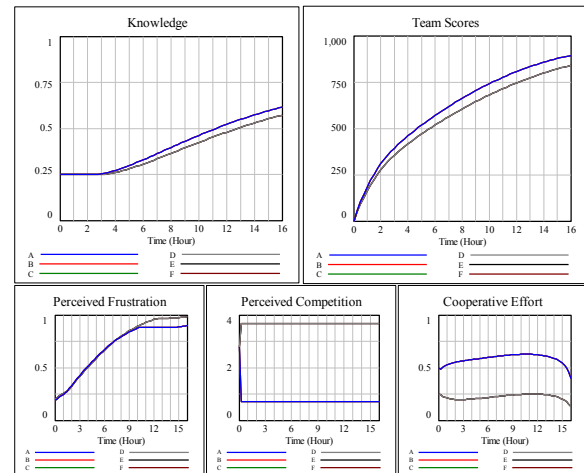 Knowledge
1
0.75
0.5
0.25
0
0 2 4 6 8 10 12 14 16
Time (Hour)
A D
B E
C F
Team Scores
1,000
750
500
250
0
0 2 4 6 8 10 12 14 16
Time (Hour)
A D
B E
C F
Perceived Frustration
1
0.5
0
0 3 6 9 12 15
Time (Hour)
A D
B E
C F
Perceived Competition
4
2
0
0 3 6 9 12 15
Time (Hour)
A D
B E
C F
Cooperative Effort
1
0.5
0
0 3 6 9 12 15
Time (Hour)
A D
B E
C F